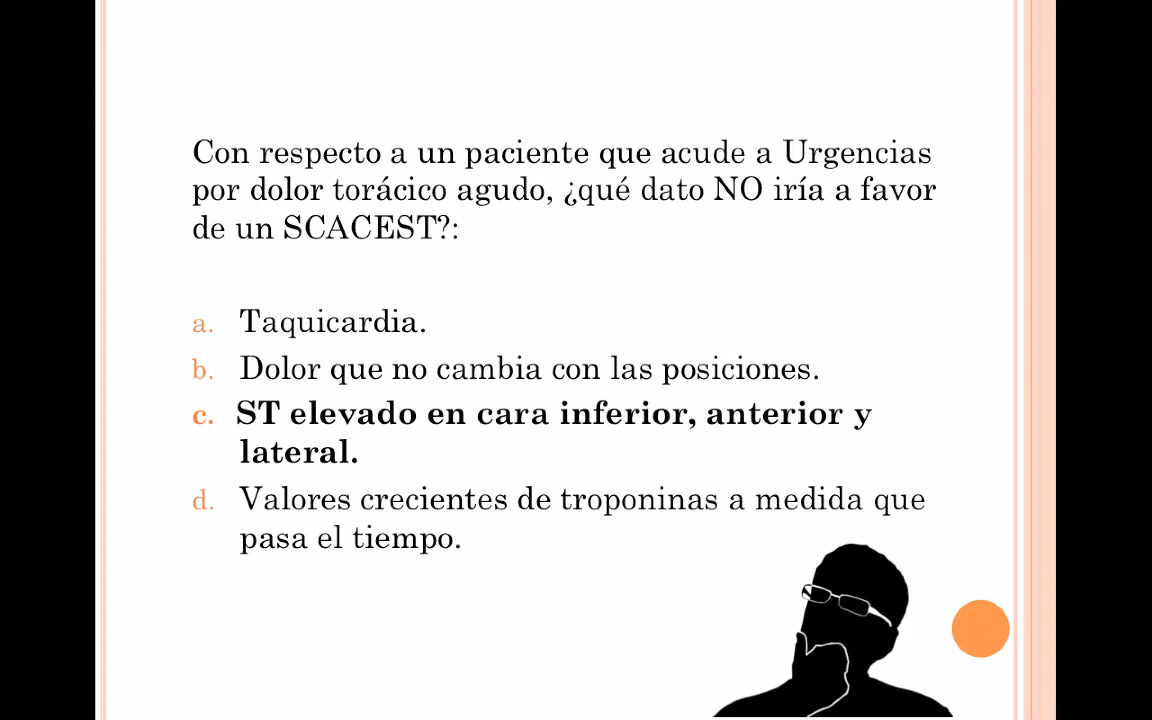 Con respecto a un paciente que acude a Urgencias
por dolor torácico agudo, ¿qué dato NO iría a favor
de un SCACEST?:
a. Taquicardia.
b. Dolor que no cambia con las posiciones.
c. ST elevado en cara inferior, anterior y
lateral.
d. Valores crecientes de troponinas a medida que
pasa el tiempo.